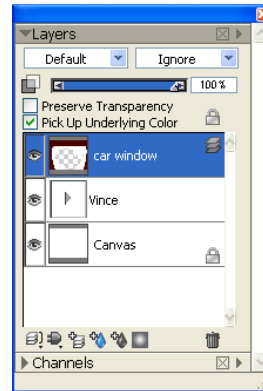 Layers
Default Ignore
100%
Preserve Transparency
Pick Up Underlying Color
car window
Vince
Canvas
Channels